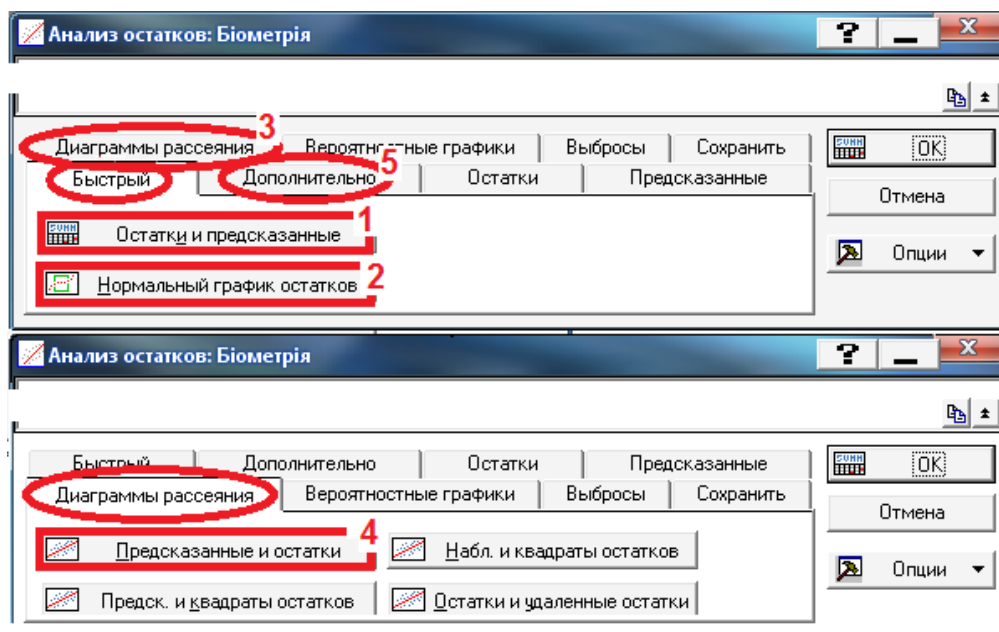 Анализ остатков: Біометрія
?
3
Диаграммы рассеяния Вероятностные графики Выбросы Сохранить
OK
5
Быстрый Дополнительно Остатки Предсказанные
Отмена
1
SUMM Остатки и предсказанные
Опции
2
Нормальный график остатков
Анализ остатков: Біометрія
?
Быстрый Дополнительно Остатки Предсказанные
SUMM OK
Диаграммы рассеяния Вероятностные графики Выбросы Сохранить
Отмена
4
Предсказанные и остатки Набл. и квадраты остатков
Опции
Предск. и квадраты остатков Остатки и удаленные остатки